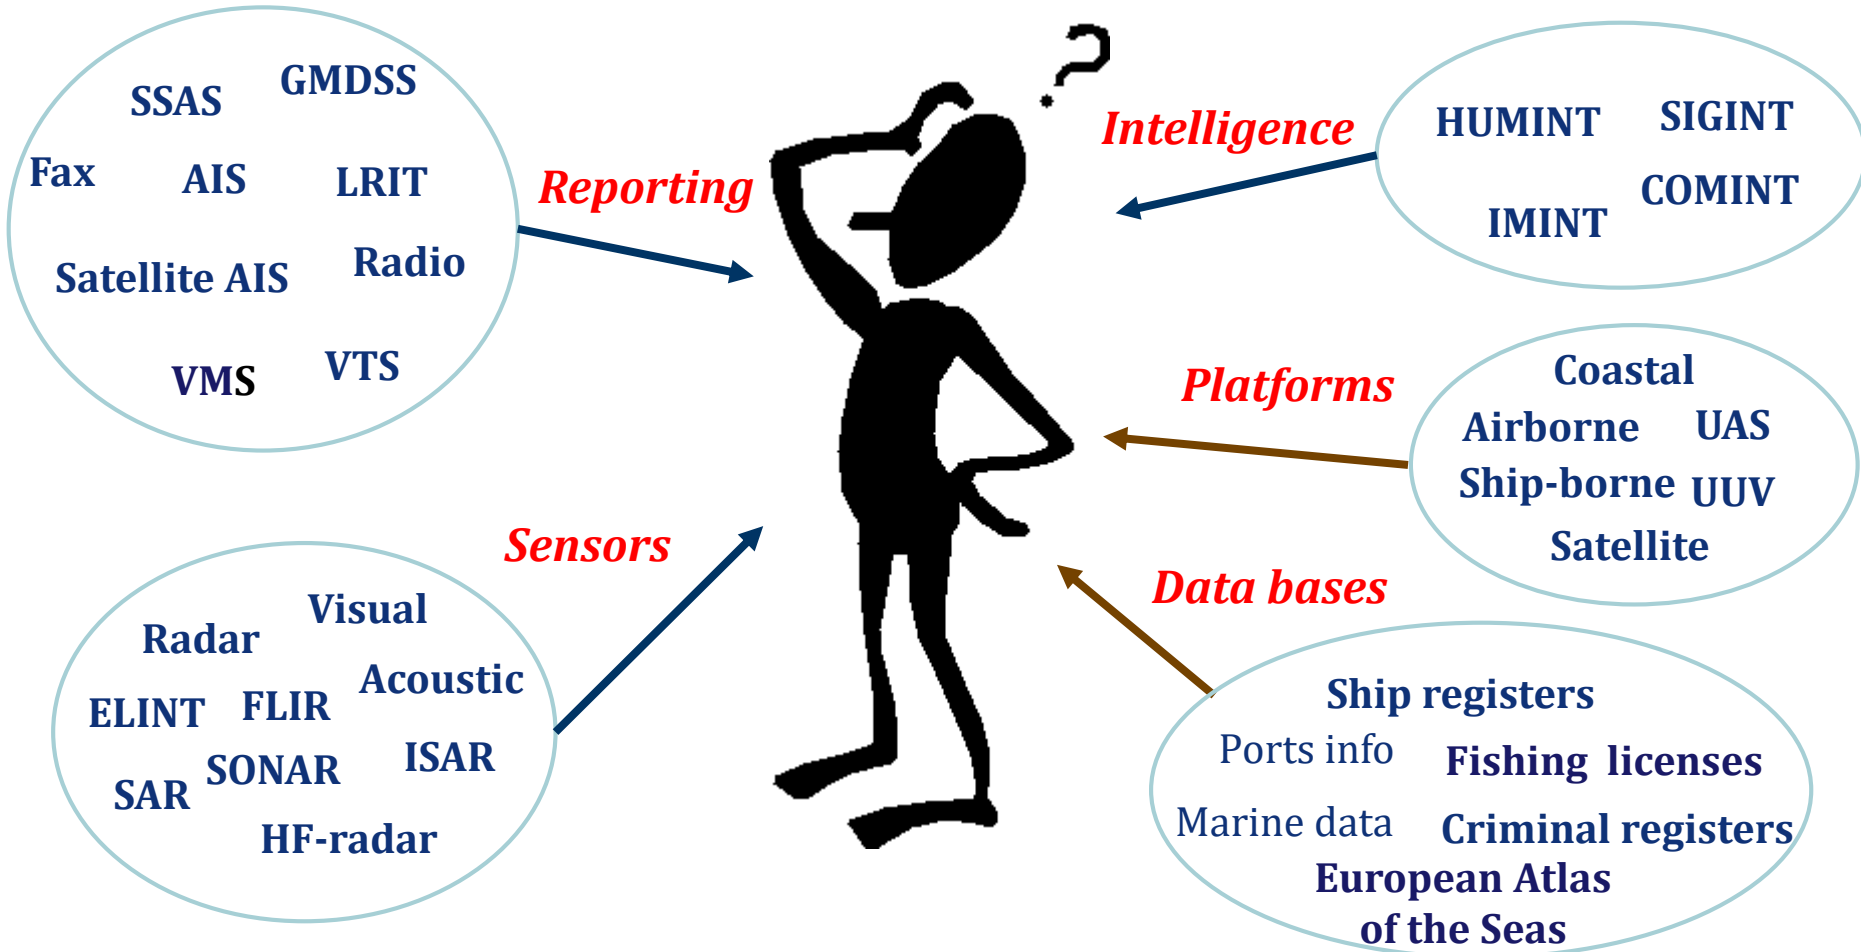 SSAS
GMDSS
Fax
AIS
LRIT
Satellite AIS
Radio
VMS
VTS
Reporting
?
Intelligence
HUMINT
SIGINT
IMINT
COMINT
Platforms
Coastal
Airborne
UAS
Ship-borne
UUV
Satellite
Sensors
Visual
Radar
Acoustic
ELINT
FLIR
ISAR
SONAR
SAR
HF-radar
Data bases
Ship registers
Ports info
Fishing licenses
Marine data
Criminal registers
European Atlas
of the Seas